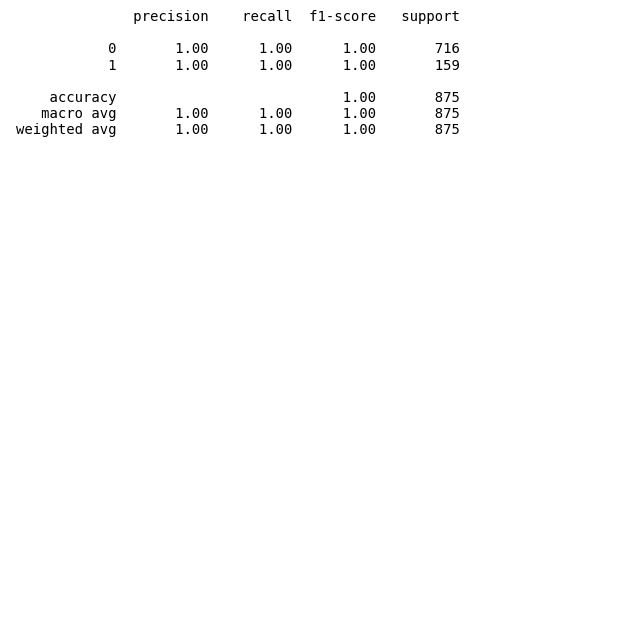 precision recall f1-score support
0 1.00 1.00 1.00 716
1 1.00 1.00 1.00 159
accuracy 1.00 875
macro avg 1.00 1.00 1.00 875
weighted avg 1.00 1.00 1.00 875